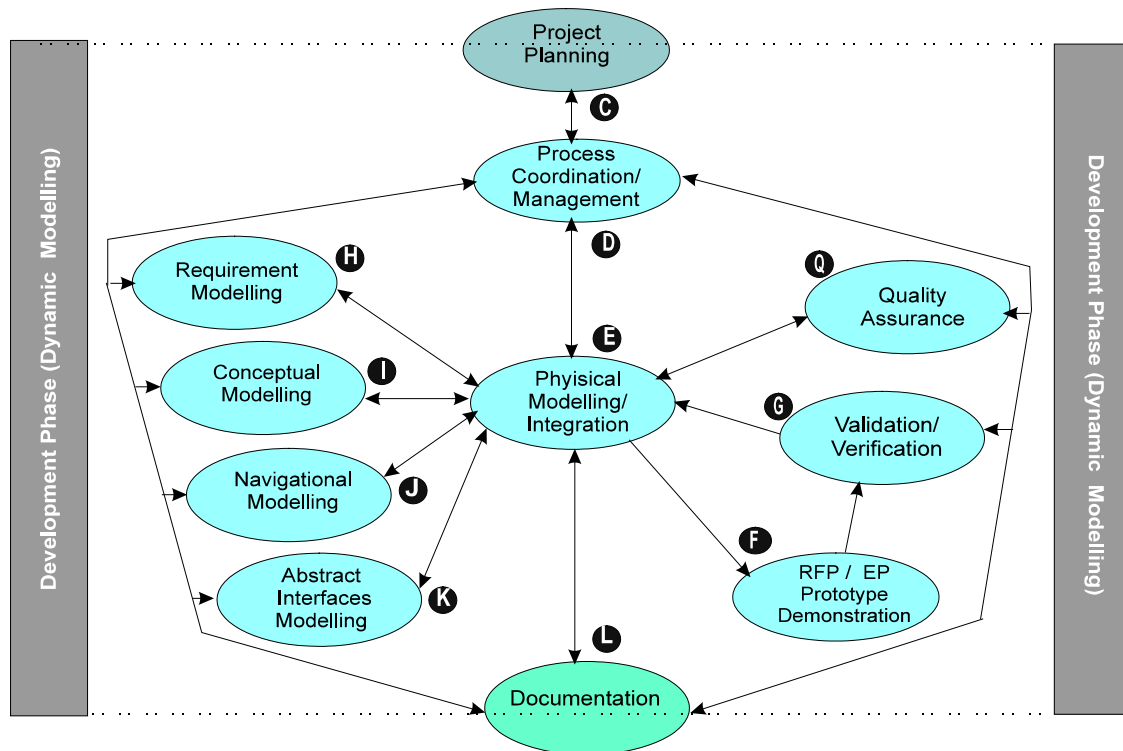 Project
Planning
C
Process
Coordination/
Management
D
Development Phase (Dynamic Modelling)
Development Phase (Dynamic Modelling)
H
Requirement
Modelling
Q
Quality
Assurance
E
I
Conceptual
Modelling
Phyisical
Modelling/
Integration
G
Validation/
Verification
Navigational
Modelling
J
F
Abstract
Interfaces
Modelling
K
RFP / EP
Prototype
Demonstration
L
Documentation